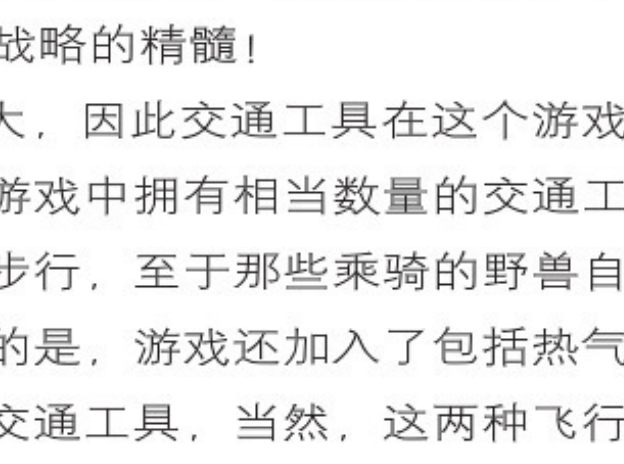 战略的精髓！
大，因此交通工具在这个游戏
游戏中拥有相当数量的交通工
步行，至于那些乘骑的野兽自
的是，游戏还加入了包括热气
交通工具，当然，这两种飞行